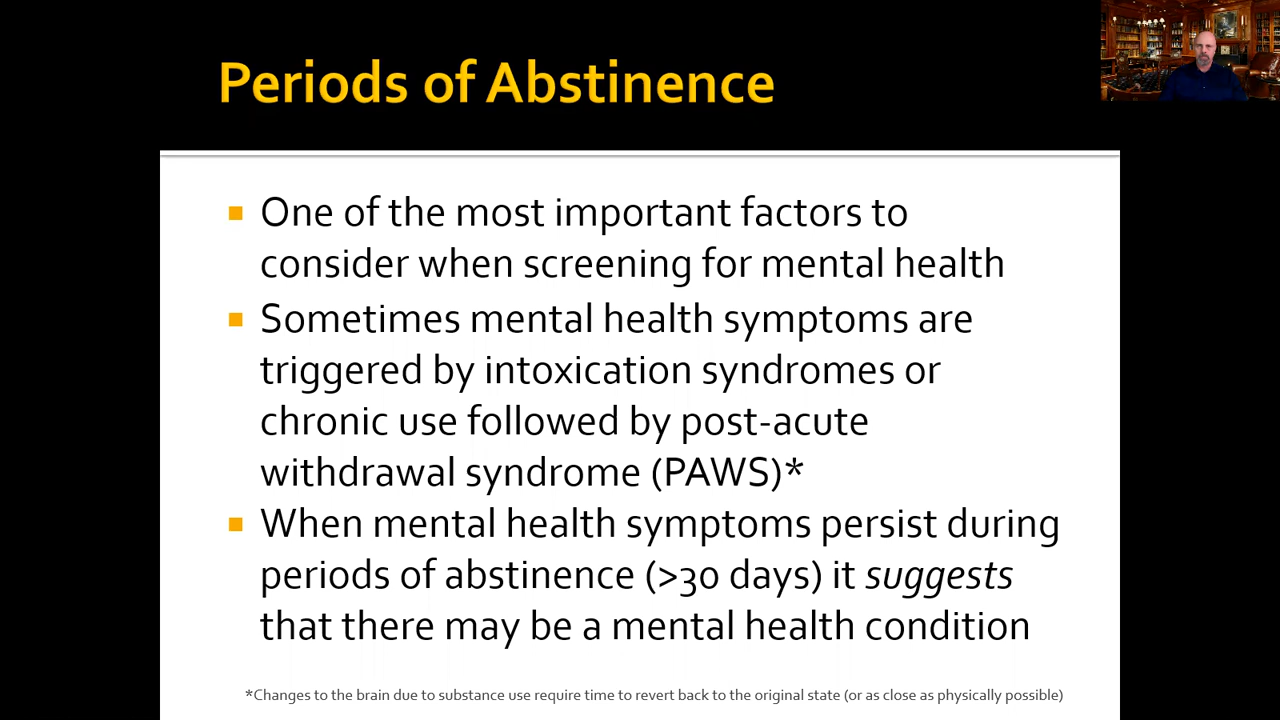 Periods of Abstinence
One of the most important factors to
consider when screening for mental health
Sometimes mental health symptoms are
triggered by intoxication syndromes or
chronic use followed by post-acute
withdrawal syndrome (PAWS)*
When mental health symptoms persist during
periods of abstinence (>30 days) it suggests
that there may be a mental health condition
*Changes to the brain due to substance use require time to revert back to the original state (or as close as physically possible)